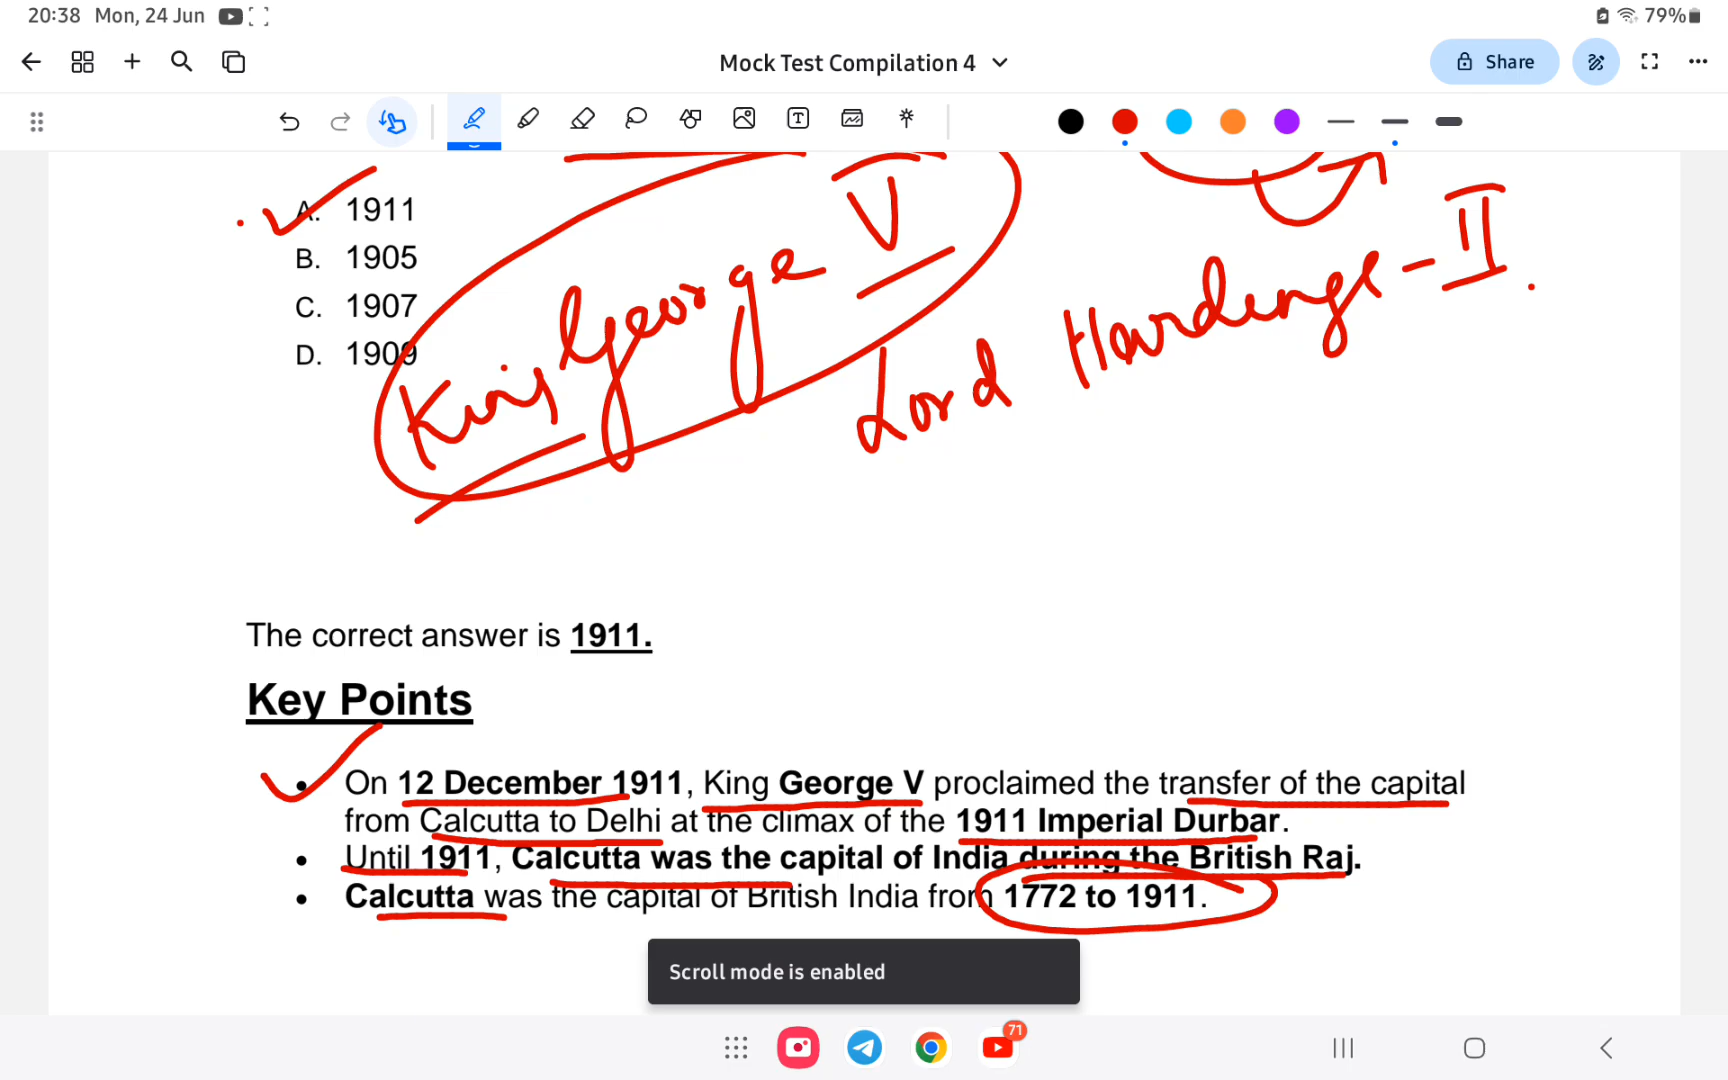 20:38 Mon, 24 Jun
79%
Mock Test Compilation 4
Share
A. 1911
B. 1905
C. 1907
D. 1909
King George V
Lord Hardinge - II.
The correct answer is 1911.
Key Points
On 12 December 1911, King George V proclaimed the transfer of the capital
from Calcutta to Delhi at the climax of the 1911 Imperial Durbar.
Until 1911, Calcutta was the capital of India during the British Raj.
Calcutta was the capital of British India from 1772 to 1911.
Scroll mode is enabled
71